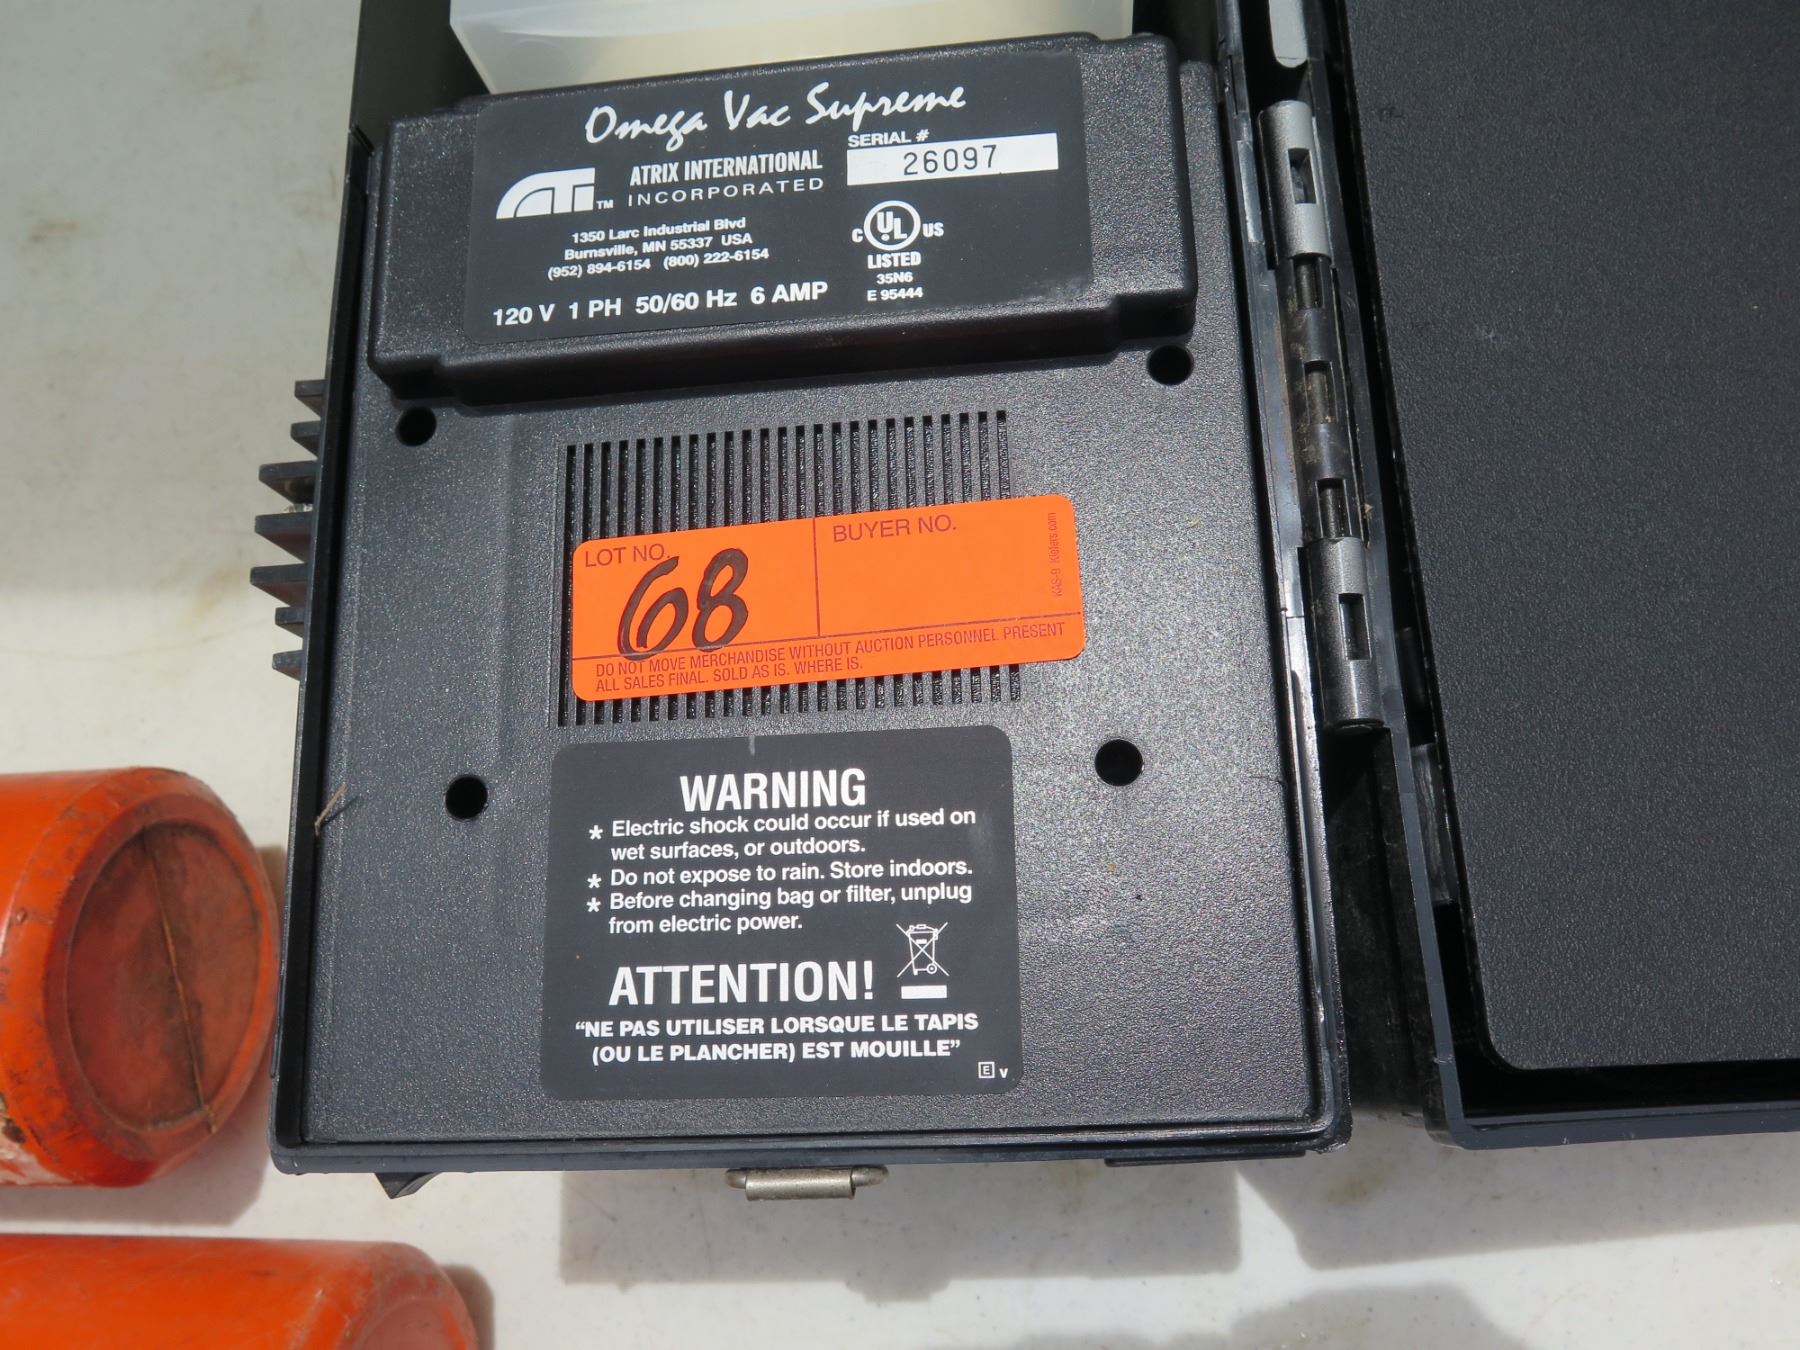 Omega Vac Supreme
SERIAL #
26097
ATi™
ATRIX INTERNATIONAL
INCORPORATED
1350 Larc Industrial Blvd
Burnsville, MN 55337 USA
(952) 894-6154 (800) 222-6154
120 V 1 PH 50/60 Hz 6 AMP
C UL US
LISTED
35N6
E 95444
LOT NO.
68
BUYER NO.
KAS-9 Kiefers.com
DO NOT MOVE MERCHANDISE WITHOUT AUCTION PERSONNEL PRESENT
ALL SALES FINAL. SOLD AS IS. WHERE IS.
WARNING
* Electric shock could occur if used on
wet surfaces, or outdoors.
* Do not expose to rain. Store indoors.
* Before changing bag or filter, unplug
from electric power.
ATTENTION!
“NE PAS UTILISER LORSQUE LE TAPIS
(OU LE PLANCHER) EST MOUILLE”
E V